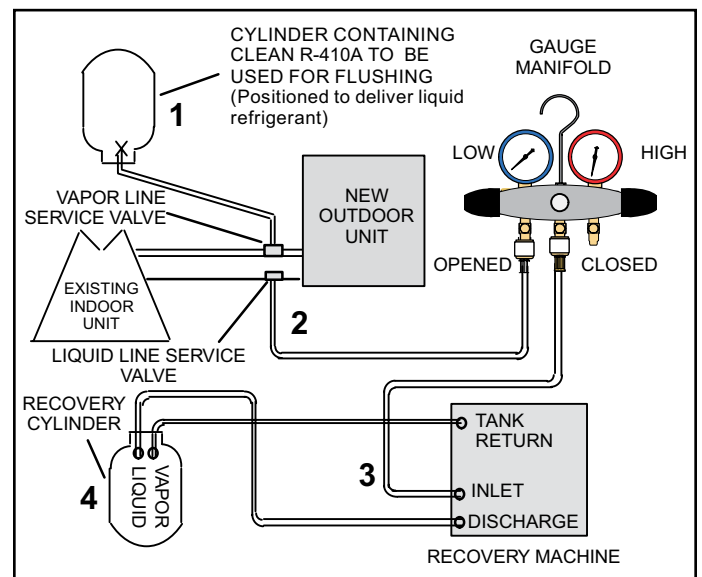 CYLINDER CONTAINING
CLEAN R-410A TO BE
USED FOR FLUSHING
(Positioned to deliver liquid
refrigerant)
1
GAUGE
MANIFOLD
LOW
HIGH
VAPOR LINE
SERVICE VALVE
NEW
OUTDOOR
UNIT
OPENED
CLOSED
EXISTING
INDOOR
UNIT
2
LIQUID LINE SERVICE
VALVE
RECOVERY
CYLINDER
TANK
RETURN
3
4
LIQUID
VAPOR
INLET
DISCHARGE
RECOVERY MACHINE